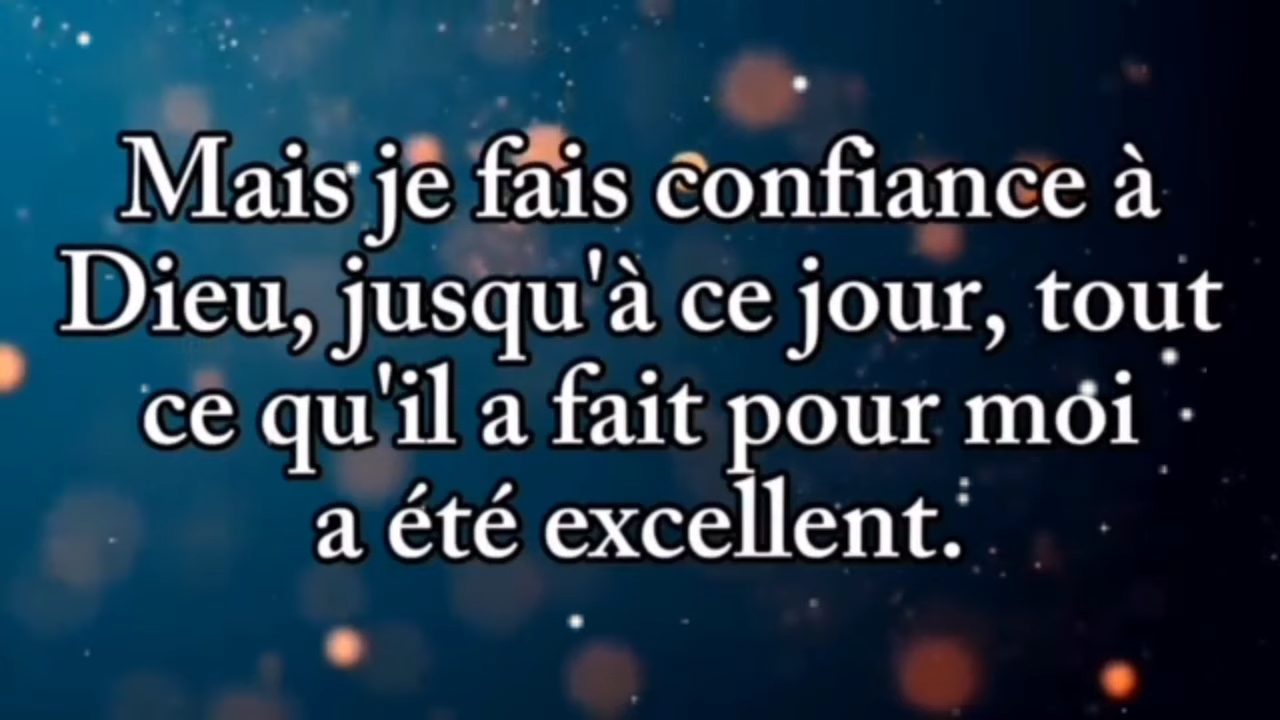 Mais je fais confiance à
Dieu, jusqu'à ce jour, tout
ce qu'il a fait pour moi
a été excellent.